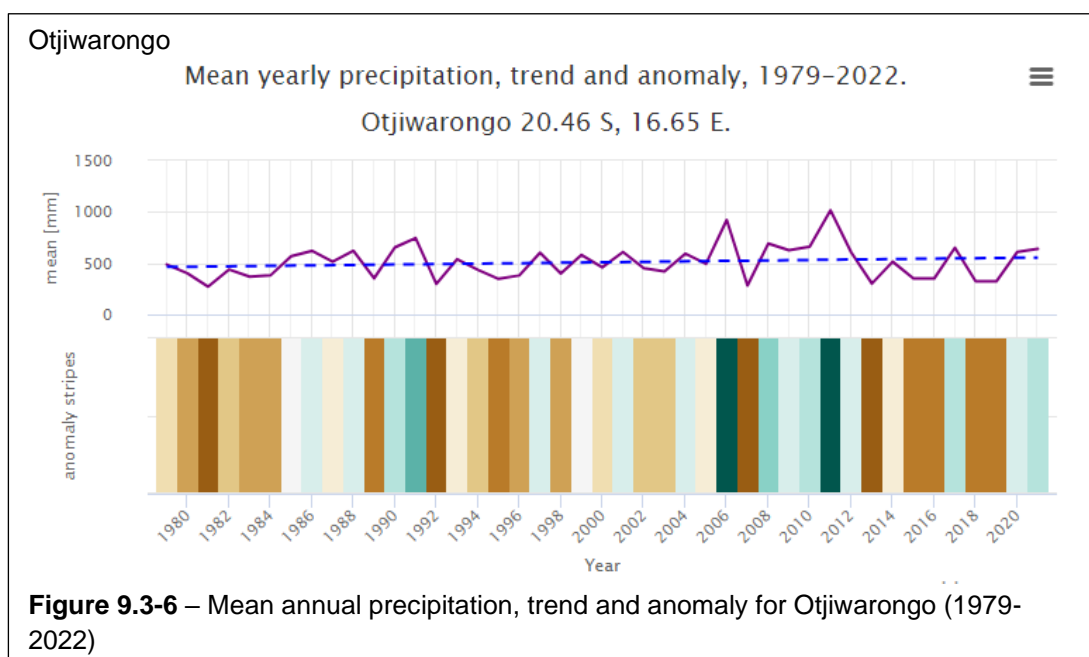 Otjiwarongo
Mean yearly precipitation, trend and anomaly, 1979–2022.
Otjiwarongo 20.46 S, 16.65 E.
mean [mm]
1500
1000
500
0
anomaly stripes
1980 1982 1984 1986 1988 1990 1992 1994 1996 1998 2000 2002 2004 2006 2008 2010 2012 2014 2016 2018 2020
Year
Figure 9.3-6 – Mean annual precipitation, trend and anomaly for Otjiwarongo (1979-
2022)